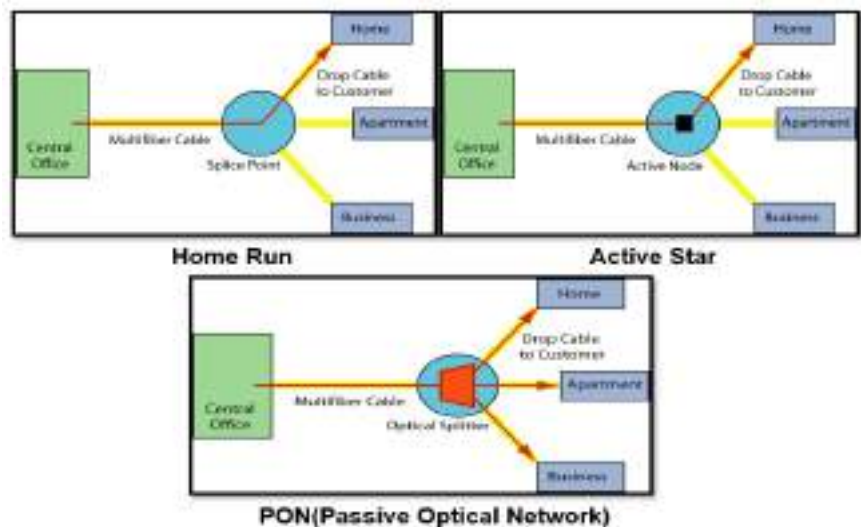 Home
Drop Cable
to Customer
Central
Office
Multifiber Cable
Apartment
Splice Point
Business
Home Run
Home
Drop Cable
to Customer
Central
Office
Multifiber Cable
Apartment
Active Node
Business
Active Star
Home
Drop Cable
to Customer
Central
Office
Multifiber Cable
Apartment
Optical Splitter
Business
PON(Passive Optical Network)